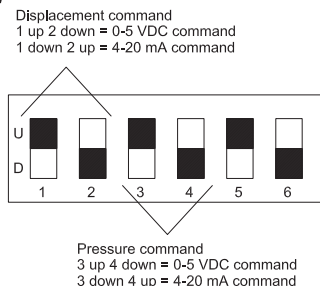 Displacement command
1 up 2 down = 0-5 VDC command
1 down 2 up = 4-20 mA command
U
D
1 2 3 4 5 6
Pressure command
3 up 4 down = 0-5 VDC command
3 down 4 up = 4-20 mA command